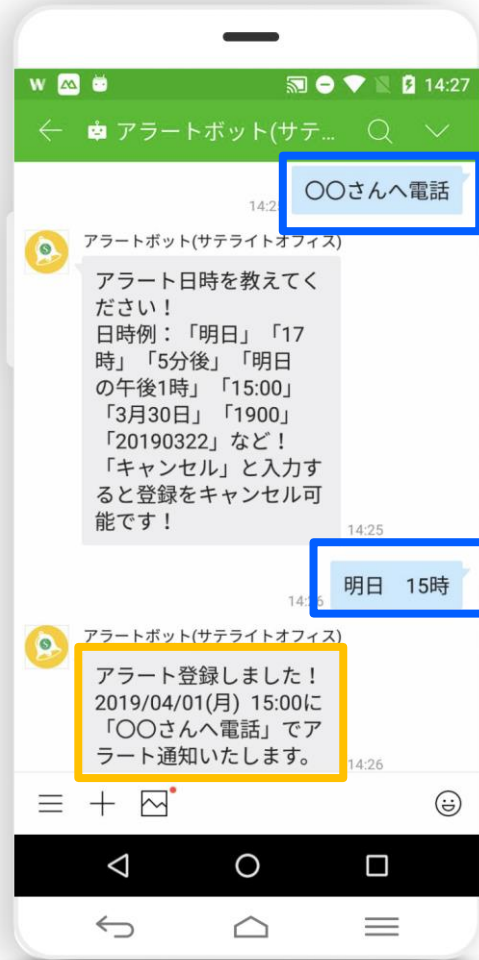 W
14:27
アラートボット(サテ...
〇〇さんへ電話
アラートボット(サテライトオフィス)
アラート日時を教えてく
ださい！
日時例：「明日」「17
時」「5分後」「明日
の午後1時」「15:00」
「3月30日」「1900」
「20190322」など！
「キャンセル」と入力す
ると登録をキャンセル可
能です！
14:25
明日　15時
アラートボット(サテライトオフィス)
アラート登録しました！
2019/04/01(月) 15:00に
「〇〇さんへ電話」でア
ラート通知いたします。
14:26